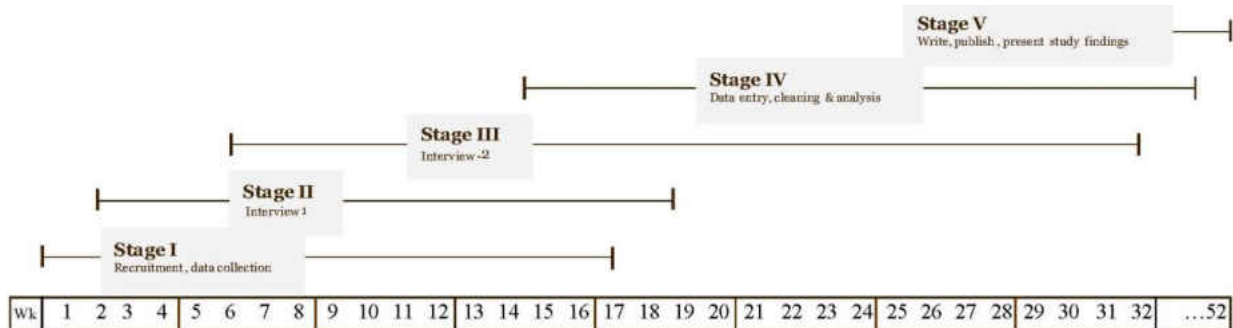 Stage V
Write, publish, present study findings
Stage IV
Data entry, cleaning & analysis
Stage III
Interview -2
Stage II
Interview 1
Stage I
Recruitment, data collection
Wk 1 2 3 4 5 6 7 8 9 10 11 12 13 14 15 16 17 18 19 20 21 22 23 24 25 26 27 28 29 30 31 32 ...52